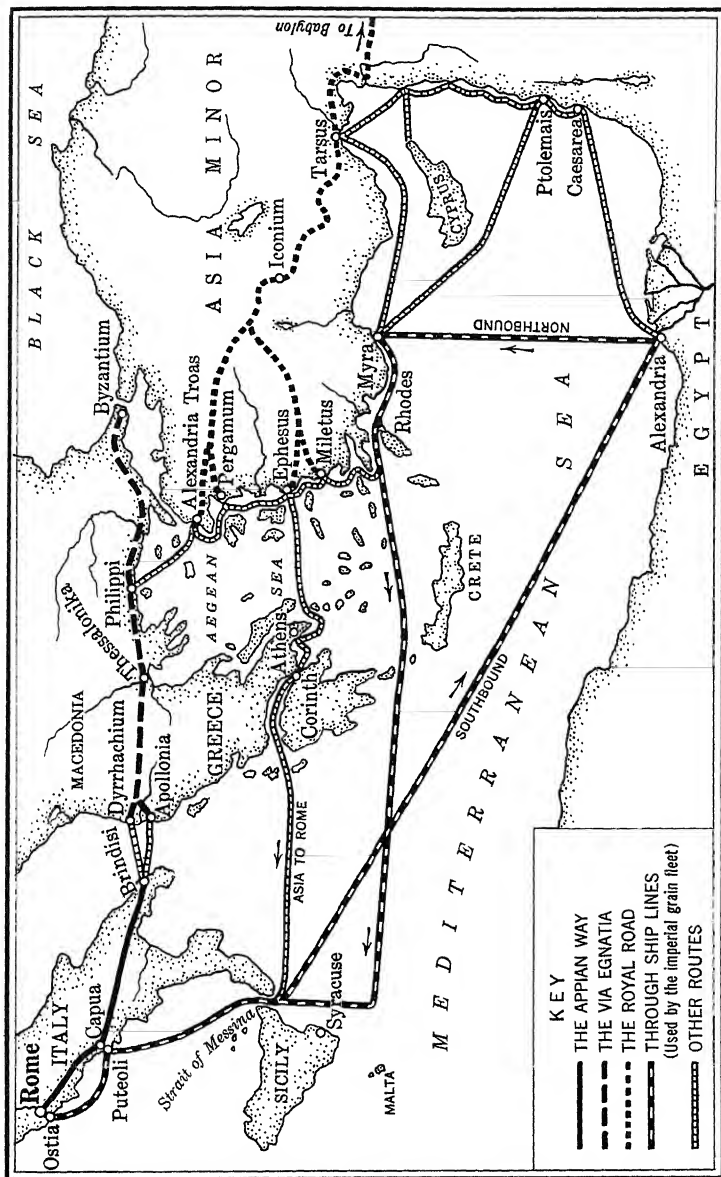 BLACK SEA
ASIA MINOR
To Babylon
Byzantium
MACEDONIA
Philippi
Thessalonika
Dyrrhachium
Apollonia
Brindisi
ITALY
Rome
Ostia
Capua
Puteoli
GREECE
AEGEAN
SEA
Alexandria Troas
Pergamum
Ephesus
Miletus
Iconium
Tarsus
Athens
Corinth
ASIA TO ROME
Strait of Messina
SICILY
Syracuse
MALTA
Myra
Rhodes
CRETE
CYPRUS
Ptolemais
Caesarea
NORTHBOUND
SOUTHBOUND
MEDITERRANEAN SEA
Alexandria
EGYPT
KEY
THE APPIAN WAY
THE VIA EGNATIA
THE ROYAL ROAD
THROUGH SHIP LINES
(Used by the imperial grain fleet)
OTHER ROUTES